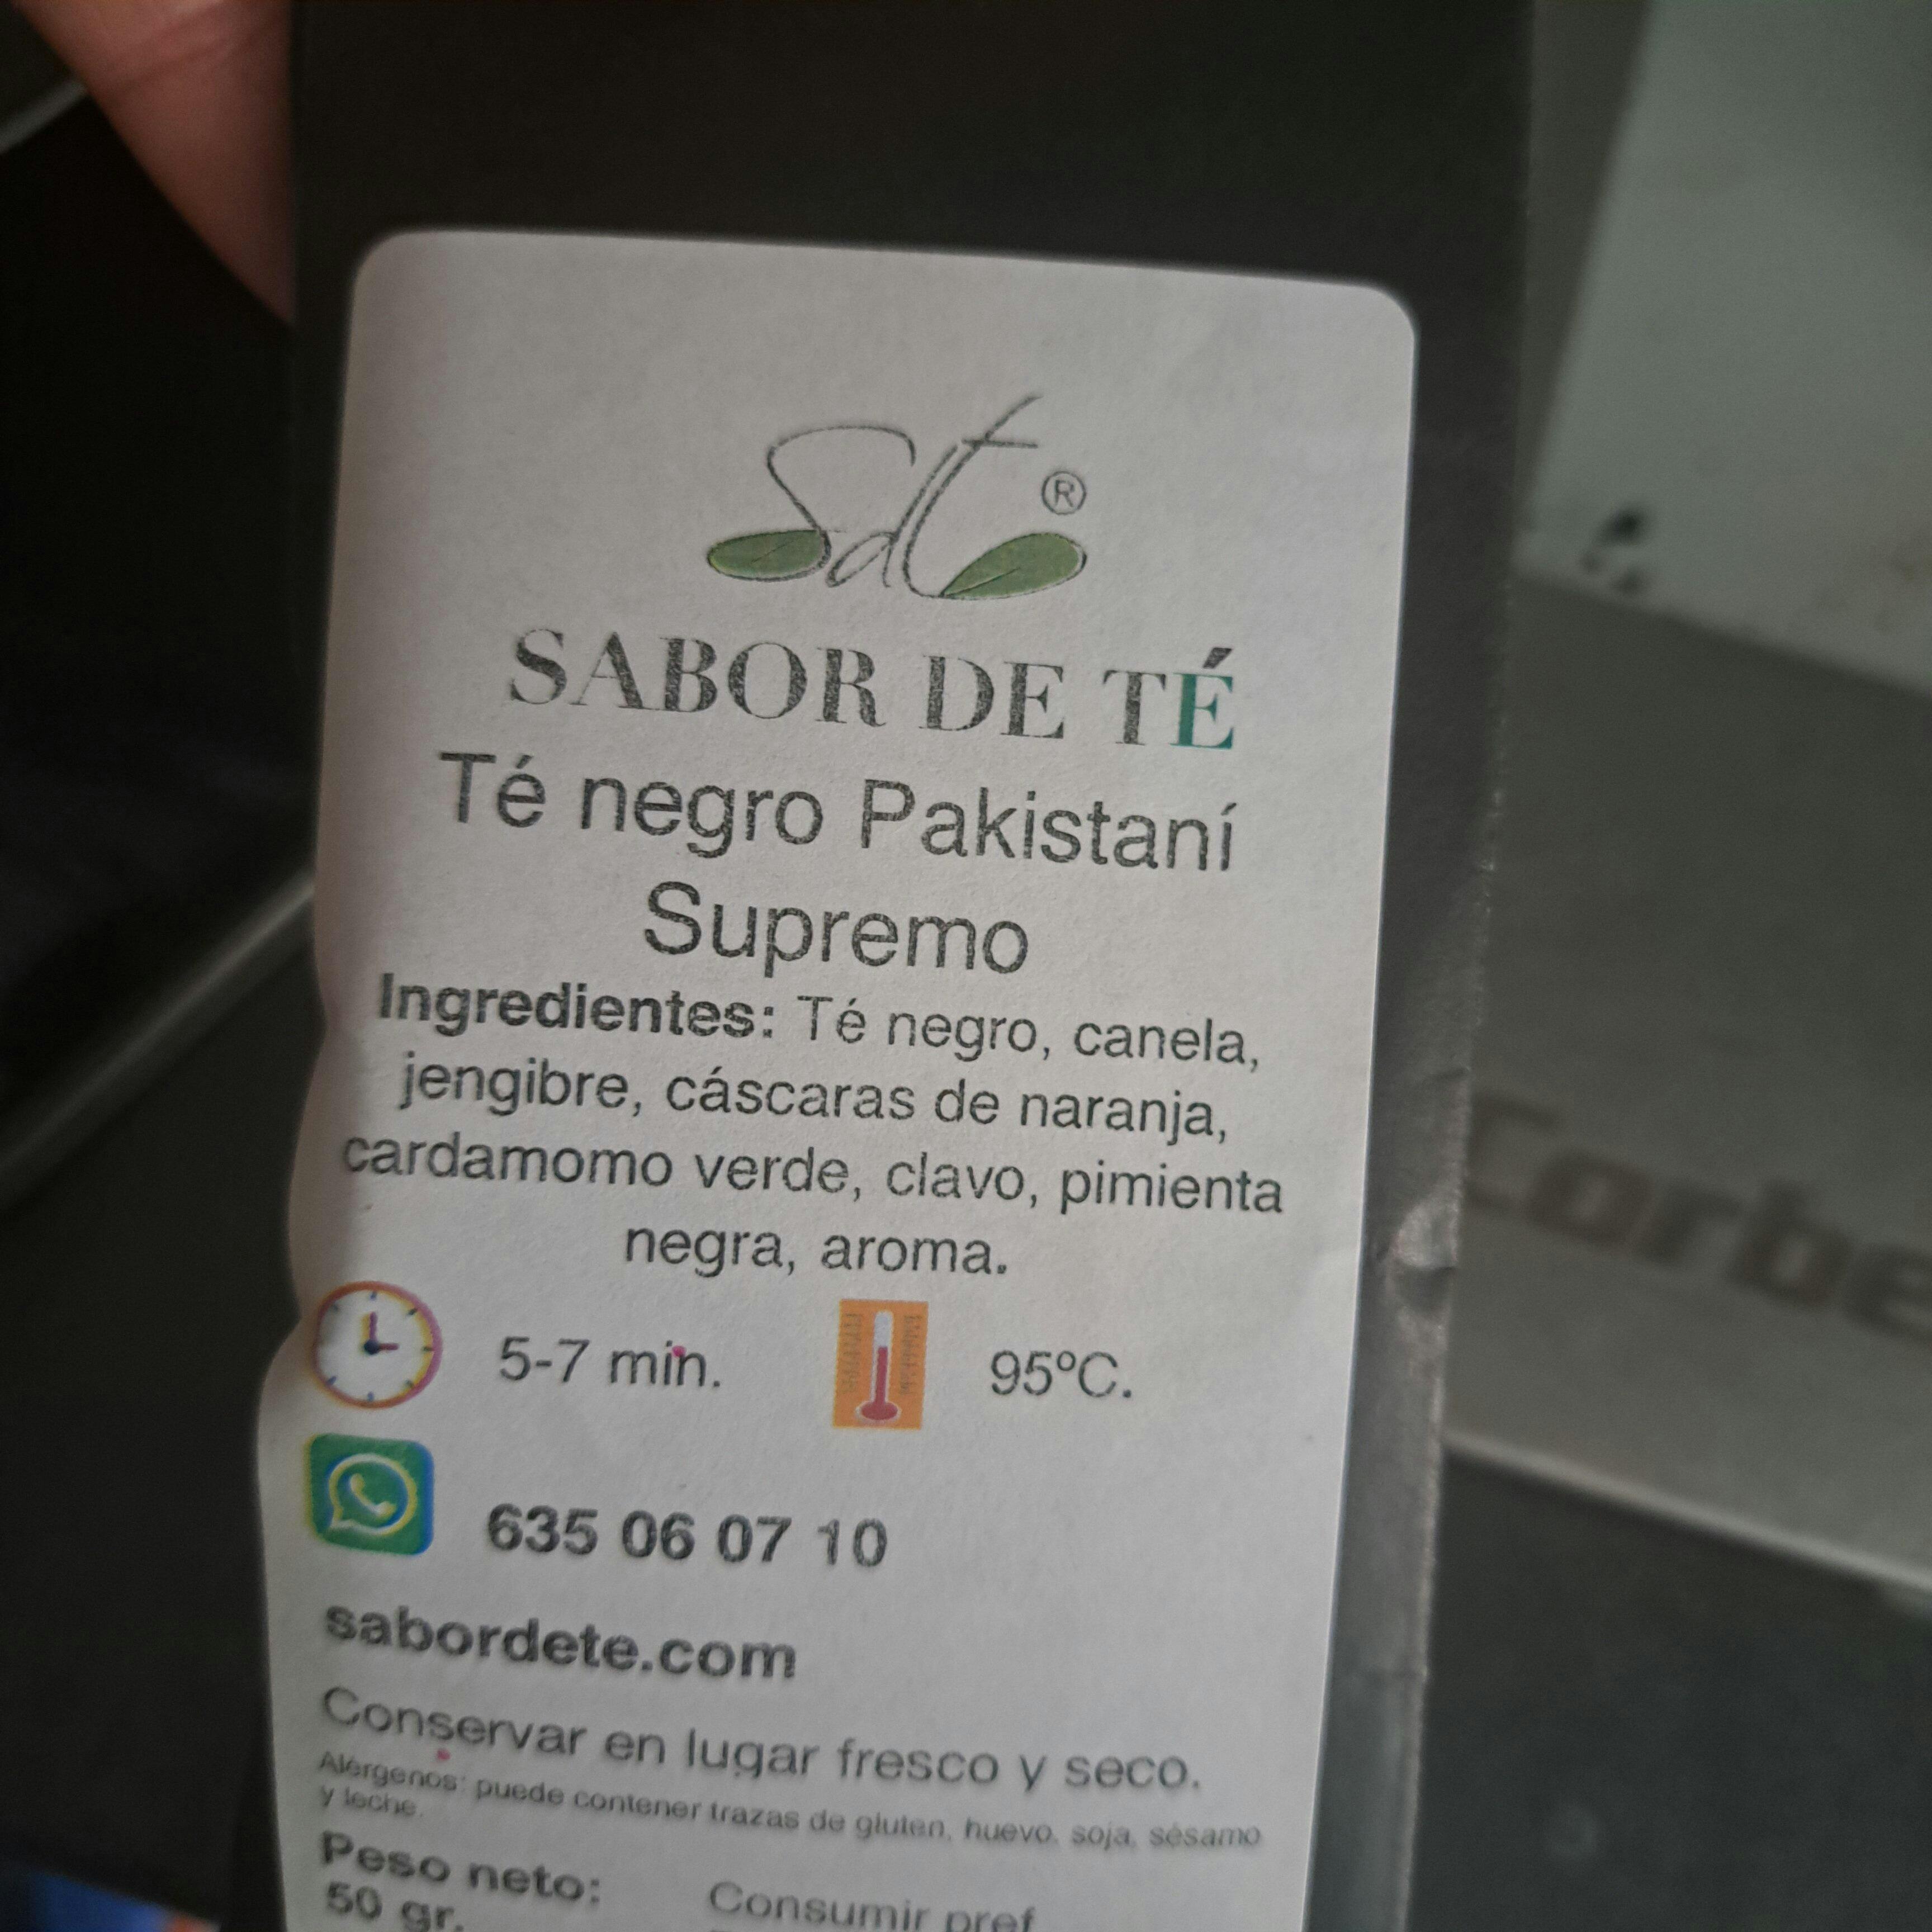 Sdt ®
SABOR DE TÉ
Té negro Pakistaní
Supremo
Ingredientes: Té negro, canela,
jengibre, cáscaras de naranja,
cardamomo verde, clavo, pimienta
negra, aroma.
5-7 min. 95ºC.
635 06 07 10
sabordete.com
Conservar en lugar fresco y seco.
Alérgenos: puede contener trazas de gluten, huevo, soja, sésamo
y leche.
Peso neto: Consumir pref
50 gr.